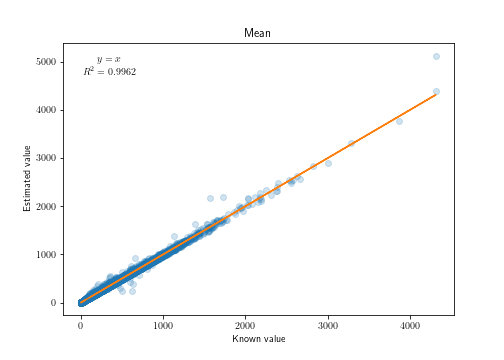 Mean
y = x
R² = 0.9962
Estimated value
5000
4000
3000
2000
1000
0
0 1000 2000 3000 4000
Known value